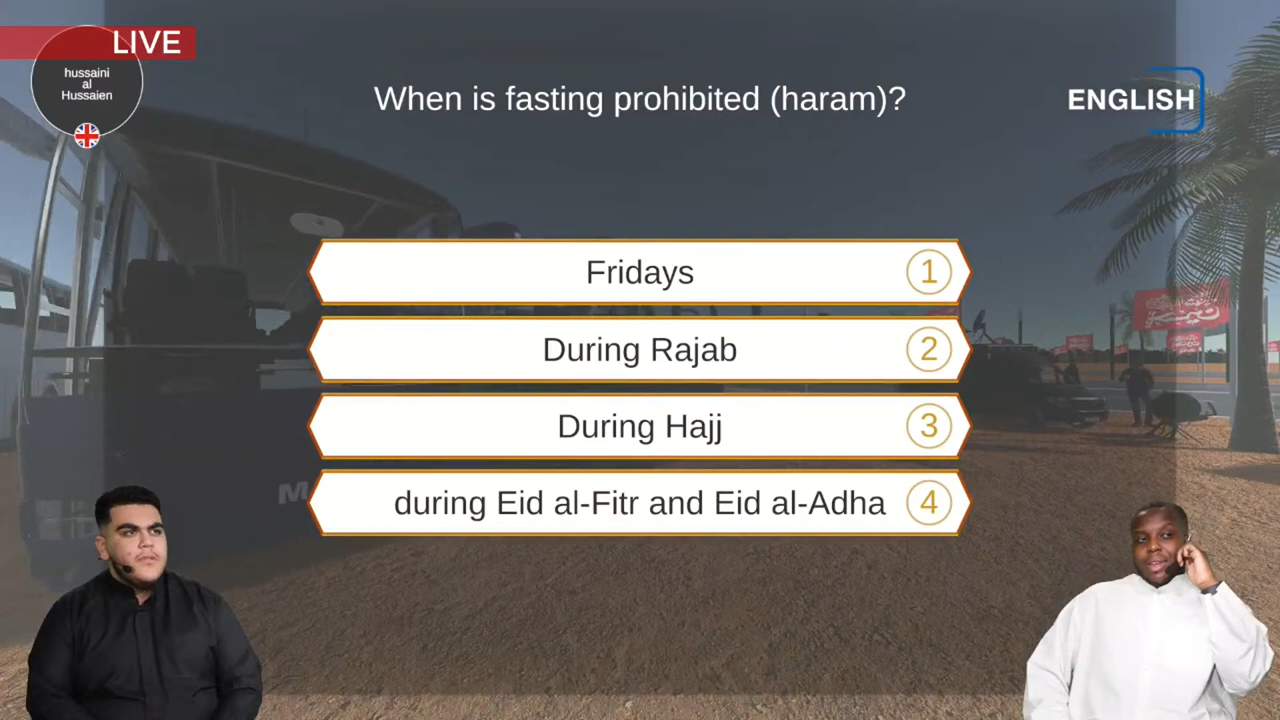 LIVE
hussaini
al
Hussaien
When is fasting prohibited (haram)?
ENGLISH
Fridays 1
During Rajab 2
During Hajj 3
during Eid al-Fitr and Eid al-Adha 4